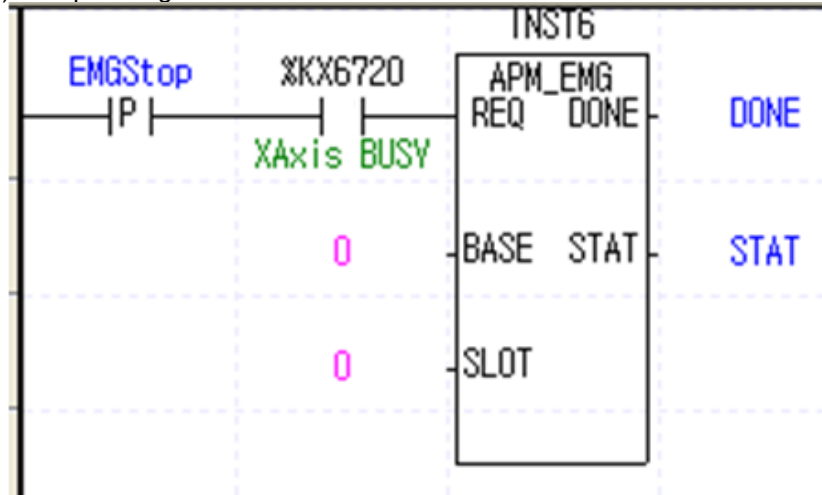 INST6
EMGStop %KX6720 APM_EMG
P REQ DONE DONE
XAxis BUSY
0 BASE STAT STAT
0 SLOT